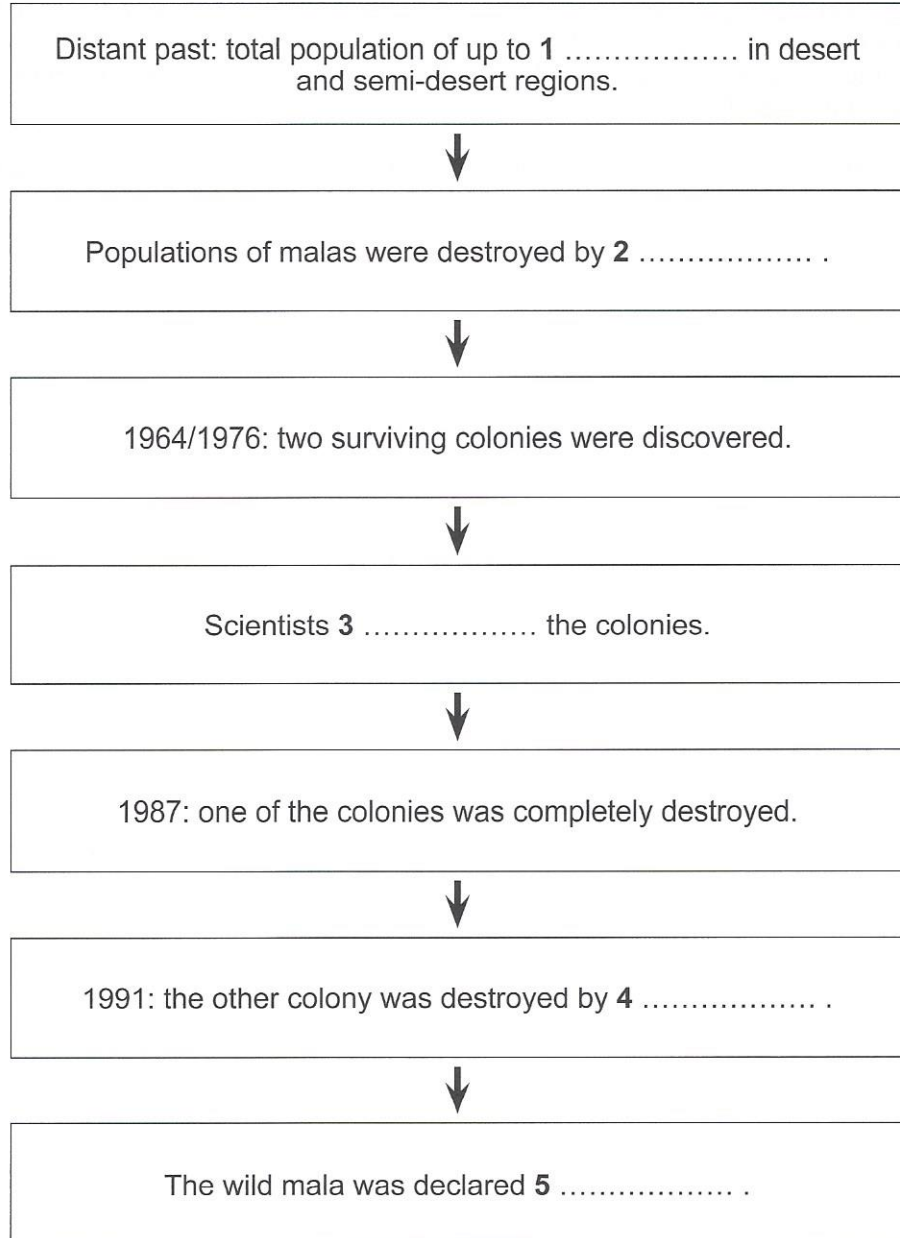 Distant past: total population of up to 1 .................. in desert
and semi-desert regions.
Populations of malas were destroyed by 2 .................. .
1964/1976: two surviving colonies were discovered.
Scientists 3 .................. the colonies.
1987: one of the colonies was completely destroyed.
1991: the other colony was destroyed by 4 .................. .
The wild mala was declared 5 .................. .